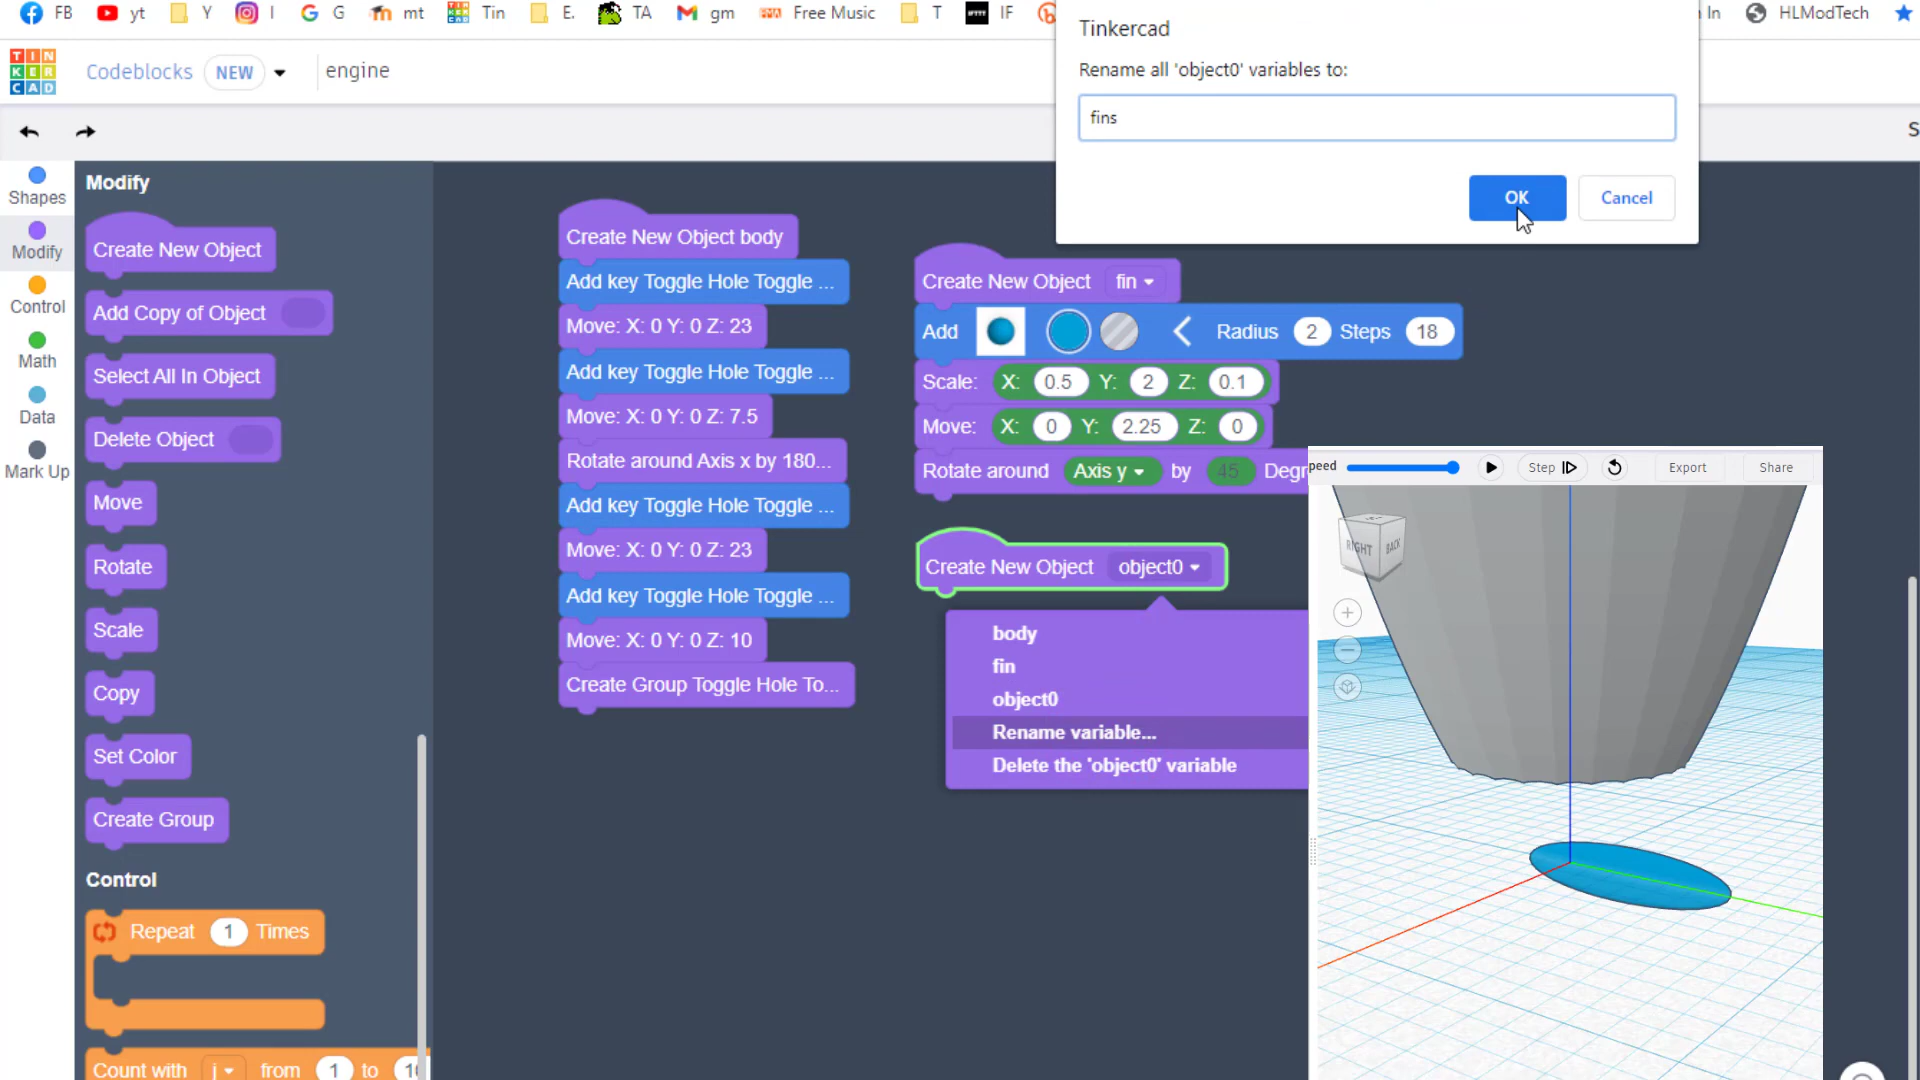 FB yt Y I G mt Tin E. TA gm Free Music T IFTTT IF In HLModTech
TIN
KER
CAD
Codeblocks NEW engine
Tinkercad
Rename all 'object0' variables to:
fins
OK Cancel
S
Shapes
Modify
Control
Math
Data
Mark Up
Modify
Create New Object
Add Copy of Object
Select All In Object
Delete Object
Move
Rotate
Scale
Copy
Set Color
Create Group
Control
Repeat 1 Times
Count with j from 1 to 10
Create New Object body
Add key Toggle Hole Toggle ...
Move: X: 0 Y: 0 Z: 23
Add key Toggle Hole Toggle ...
Move: X: 0 Y: 0 Z: 7.5
Rotate around Axis x by 180...
Add key Toggle Hole Toggle ...
Move: X: 0 Y: 0 Z: 23
Add key Toggle Hole Toggle ...
Move: X: 0 Y: 0 Z: 10
Create Group Toggle Hole To...
Create New Object fin
Add Radius 2 Steps 18
Scale: X: 0.5 Y: 2 Z: 0.1
Move: X: 0 Y: 2.25 Z: 0
Rotate around Axis y by 45 Degr
Create New Object object0
body
fin
object0
Rename variable...
Delete the 'object0' variable
peed Step Export Share
RIGHT BACK